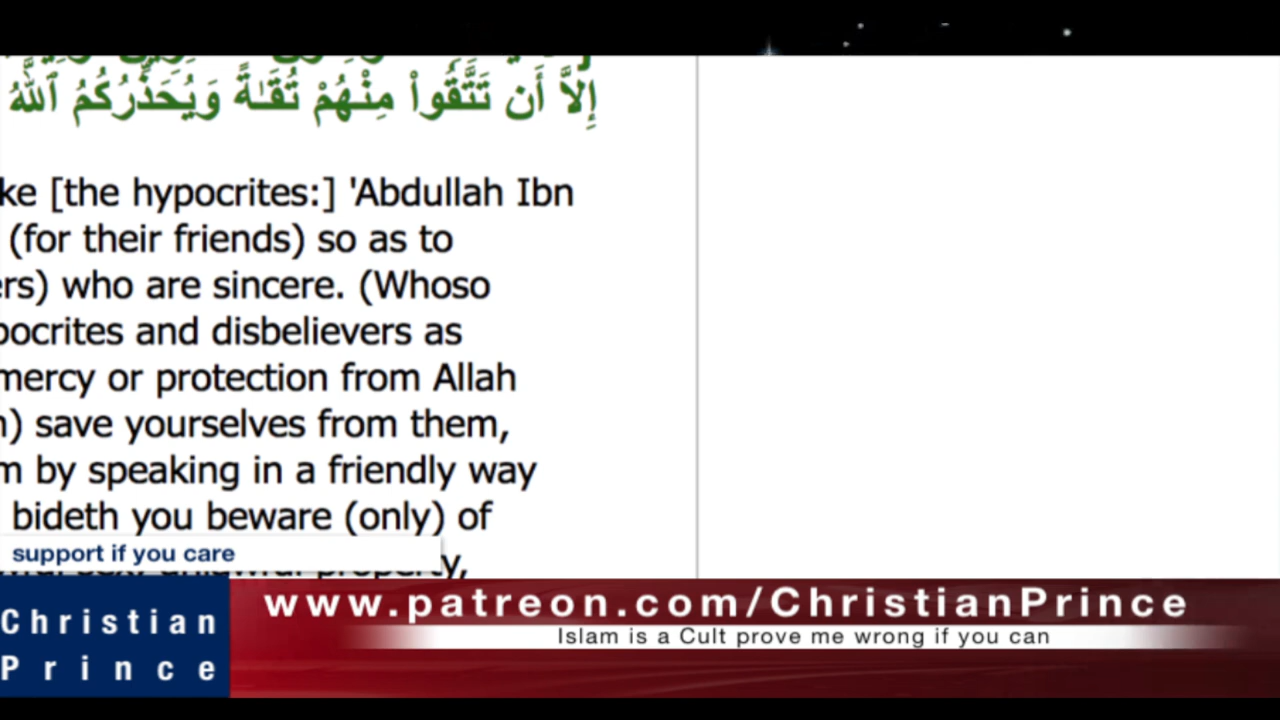 إِلاَّ أَن تَتَّقُواْ مِنْهُمْ تُقَـٰةً وَيُحَذِّرُكُمُ ٱللَّهُ
ke [the hypocrites:] 'Abdullah Ibn
(for their friends) so as to
ers) who are sincere. (Whoso
pocrites and disbelievers as
mercy or protection from Allah
n) save yourselves from them,
m by speaking in a friendly way
bideth you beware (only) of
property,
support if you care
Christian
Prince
www.patreon.com/ChristianPrince
Islam is a Cult prove me wrong if you can